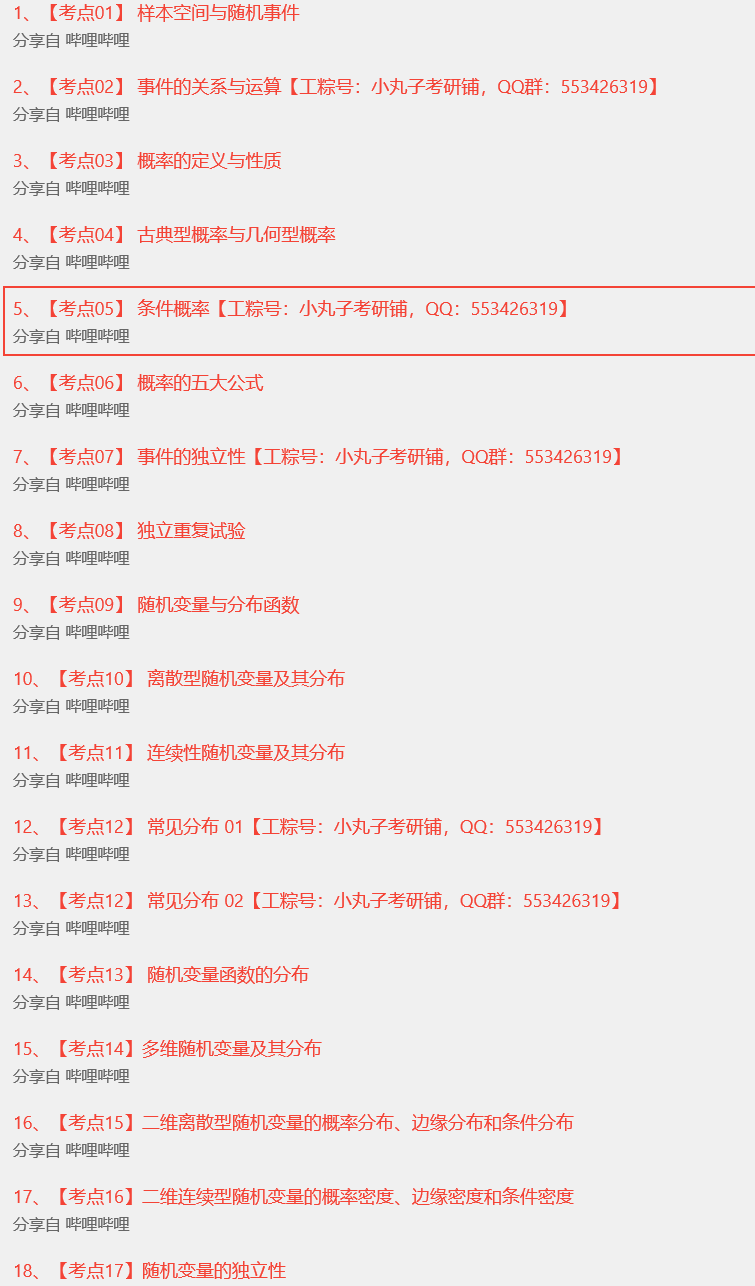 1、【考点01】 样本空间与随机事件
分享自 哔哩哔哩
2、【考点02】 事件的关系与运算【工粽号：小丸子考研铺，QQ群：553426319】
分享自 哔哩哔哩
3、【考点03】 概率的定义与性质
分享自 哔哩哔哩
4、【考点04】 古典型概率与几何型概率
分享自 哔哩哔哩
5、【考点05】 条件概率【工粽号：小丸子考研铺，QQ：553426319】
分享自 哔哩哔哩
6、【考点06】 概率的五大公式
分享自 哔哩哔哩
7、【考点07】 事件的独立性【工粽号：小丸子考研铺，QQ群：553426319】
分享自 哔哩哔哩
8、【考点08】 独立重复试验
分享自 哔哩哔哩
9、【考点09】 随机变量与分布函数
分享自 哔哩哔哩
10、【考点10】 离散型随机变量及其分布
分享自 哔哩哔哩
11、【考点11】 连续性随机变量及其分布
分享自 哔哩哔哩
12、【考点12】 常见分布 01【工粽号：小丸子考研铺，QQ：553426319】
分享自 哔哩哔哩
13、【考点12】 常见分布 02【工粽号：小丸子考研铺，QQ群：553426319】
分享自 哔哩哔哩
14、【考点13】 随机变量函数的分布
分享自 哔哩哔哩
15、【考点14】多维随机变量及其分布
分享自 哔哩哔哩
16、【考点15】二维离散型随机变量的概率分布、边缘分布和条件分布
分享自 哔哩哔哩
17、【考点16】二维连续型随机变量的概率密度、边缘密度和条件密度
分享自 哔哩哔哩
18、【考点17】随机变量的独立性